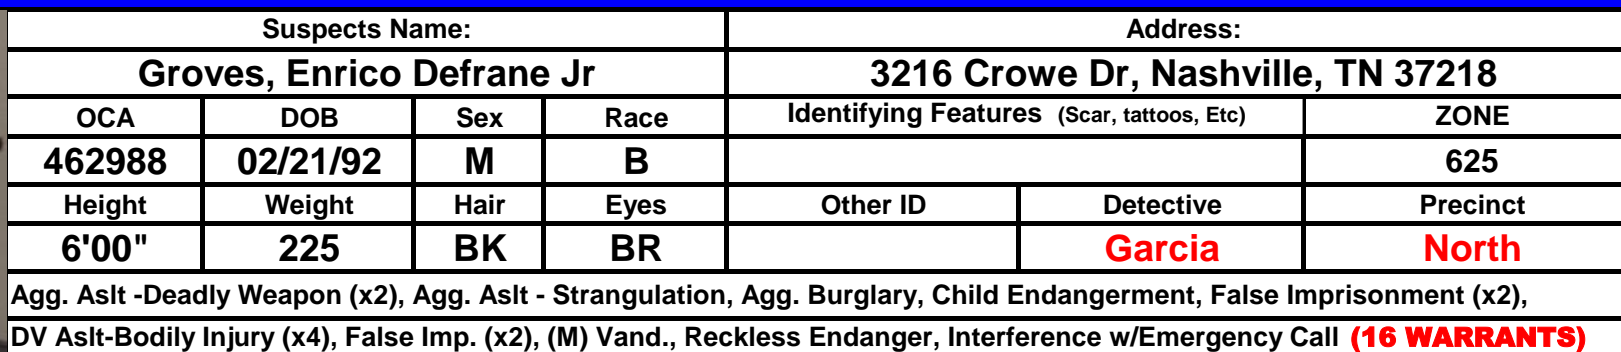 Suspects Name: Address:
Groves, Enrico Defrane Jr 3216 Crowe Dr, Nashville, TN 37218
OCA DOB Sex Race Identifying Features (Scar, tattoos, Etc) ZONE
462988 02/21/92 M B 625
Height Weight Hair Eyes Other ID Detective Precinct
6'00" 225 BK BR Garcia North
Agg. Aslt -Deadly Weapon (x2), Agg. Aslt - Strangulation, Agg. Burglary, Child Endangerment, False Imprisonment (x2),
DV Aslt-Bodily Injury (x4), False Imp. (x2), (M) Vand., Reckless Endanger, Interference w/Emergency Call (16 WARRANTS)